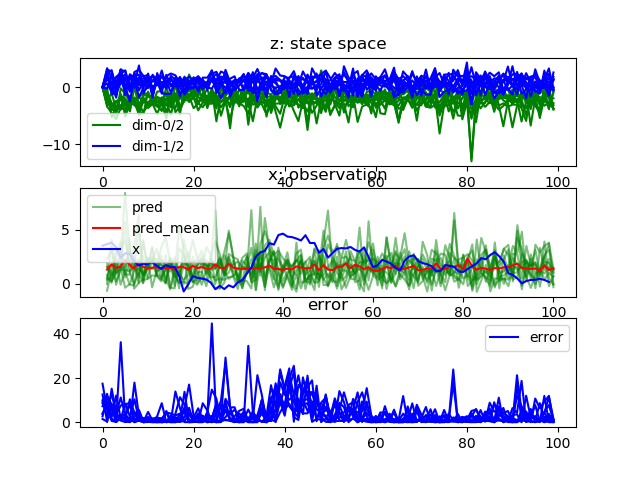 z: state space
0
−10
dim-0/2
dim-1/2
0 20 40 60 80 100
x: observation
5
0
pred
pred_mean
x
0 20 40 60 80 100
error
40
20
0
error
0 20 40 60 80 100